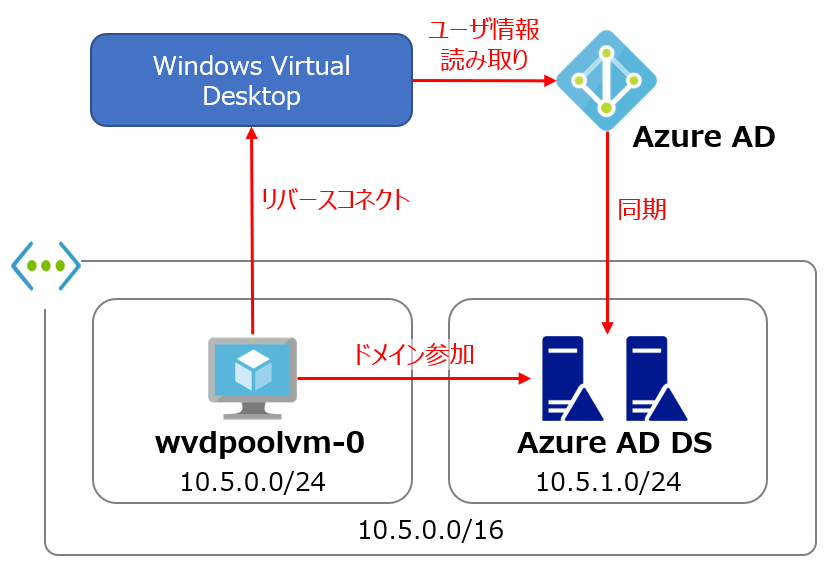 ユーザ情報
読み取り
Windows Virtual
Desktop
Azure AD
リバースコネクト
同期
ドメイン参加
wvdpoolvm-0
Azure AD DS
10.5.0.0/24
10.5.1.0/24
10.5.0.0/16